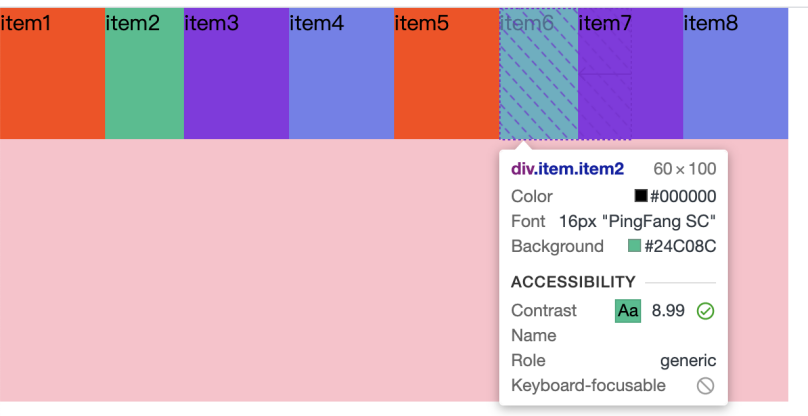 item1 item2 item3 item4 item5 item6 item7 item8
div.item.item2 60 × 100
Color #000000
Font 16px "PingFang SC"
Background #24C08C
ACCESSIBILITY
Contrast Aa 8.99
Name
Role generic
Keyboard-focusable